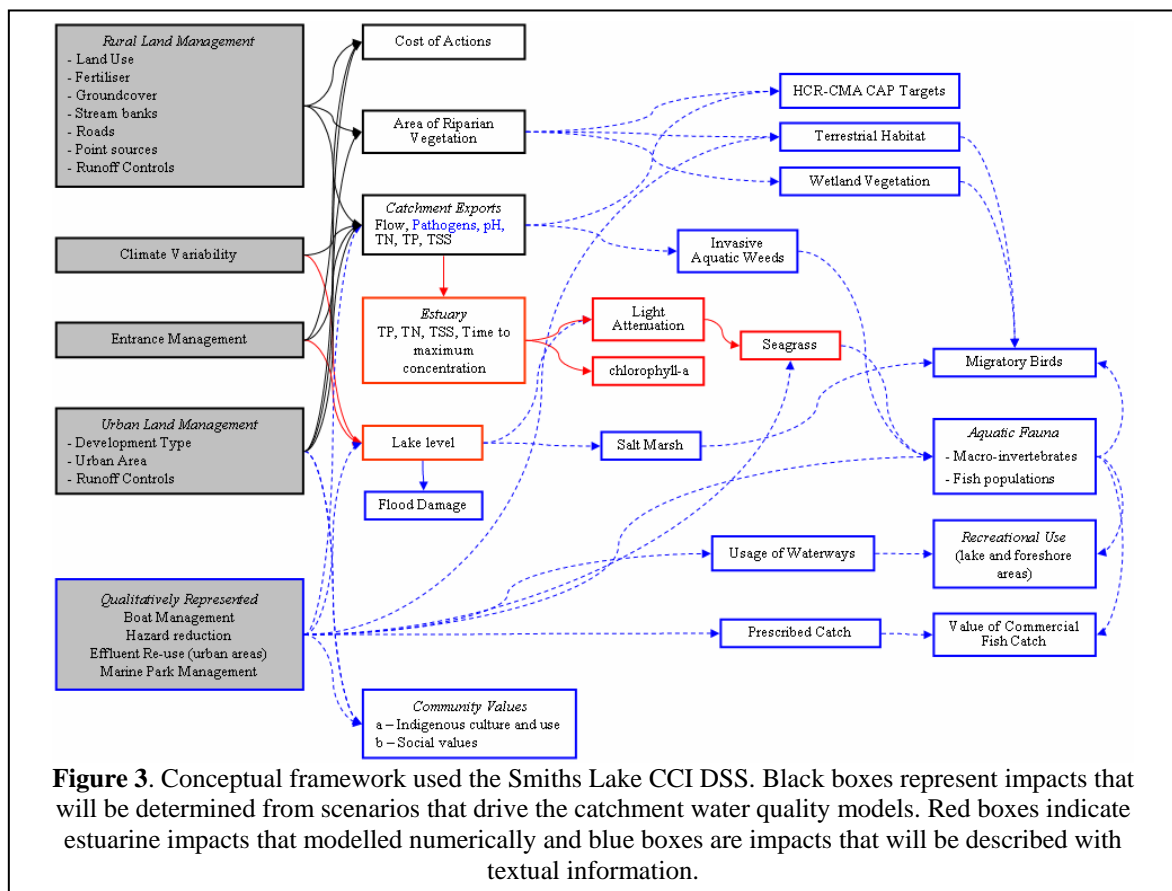 Rural Land Management
- Land Use
- Fertiliser
- Groundcover
- Stream banks
- Roads
- Point sources
- Runoff Controls
Climate Variability
Entrance Management
Urban Land Management
- Development Type
- Urban Area
- Runoff Controls
Qualitatively Represented
Boat Management
Hazard reduction
Effluent Re-use (urban areas)
Marine Park Management
Cost of Actions
Area of Riparian
Vegetation
Catchment Exports
Flow, Pathogens, pH,
TN, TP, TSS
Estuary
TP, TN, TSS, Time to
maximum
concentration
Lake level
Flood Damage
Community Values
a – Indigenous culture and use
b – Social values
Light
Attenuation
chlorophyll-a
Salt Marsh
Invasive
Aquatic Weeds
Seagrass
Usage of Waterways
Prescribed Catch
HCR-CMA CAP Targets
Terrestrial Habitat
Wetland Vegetation
Migratory Birds
Aquatic Fauna
- Macro-invertebrates
- Fish populations
Recreational Use
(lake and foreshore
areas)
Value of Commercial
Fish Catch
Figure 3. Conceptual framework used the Smiths Lake CCI DSS. Black boxes represent impacts that
will be determined from scenarios that drive the catchment water quality models. Red boxes indicate
estuarine impacts that modelled numerically and blue boxes are impacts that will be described with
textual information.